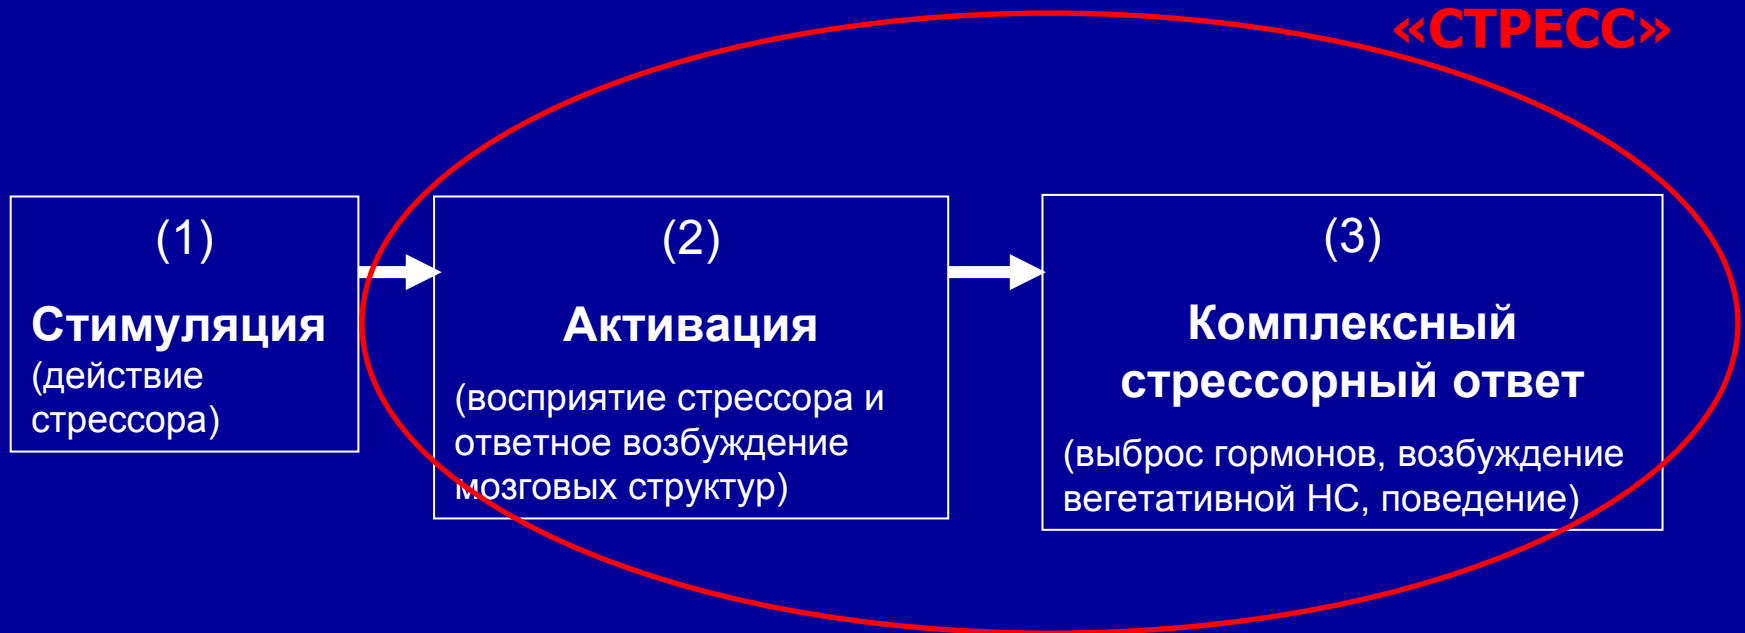 «СТРЕСС»
(1)
Стимуляция
(действие
стрессора)
(2)
Активация
(восприятие стрессора и
ответное возбуждение
мозговых структур)
(3)
Комплексный
стрессорный ответ
(выброс гормонов, возбуждение
вегетативной НС, поведение)